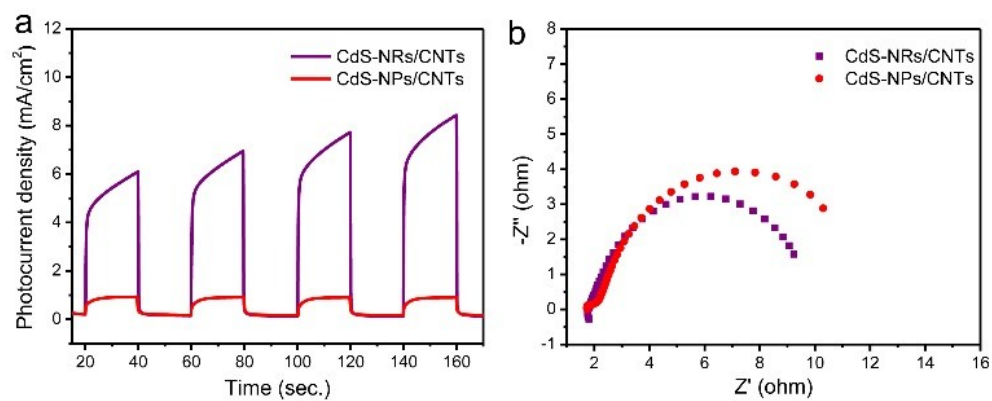 a
12
10
8
6
4
2
0
Photocurrent density (mA/cm²)
CdS-NRs/CNTs
CdS-NPs/CNTs
20 40 60 80 100 120 140 160
Time (sec.)
b
8
7
6
5
4
3
2
1
0
-1
-Z" (ohm)
CdS-NRs/CNTs
CdS-NPs/CNTs
2 4 6 8 10 12 14 16
Z' (ohm)